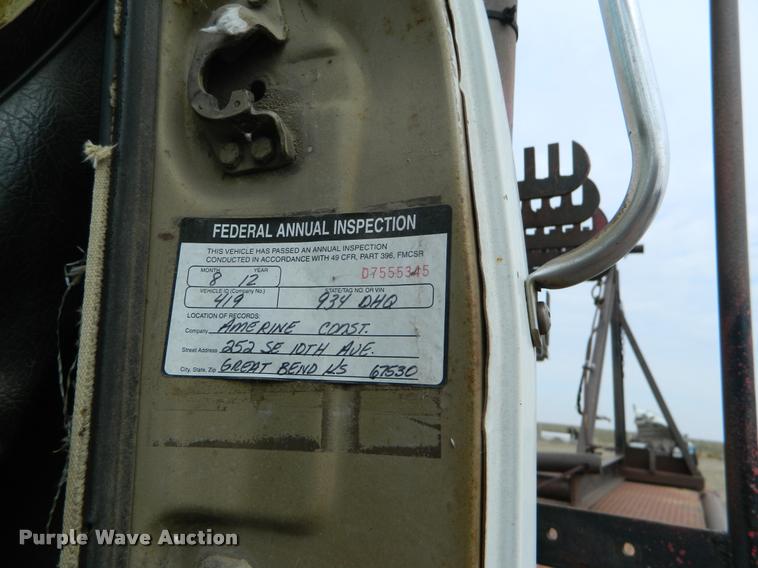 FEDERAL ANNUAL INSPECTION
THIS VEHICLE HAS PASSED AN ANNUAL INSPECTION
CONDUCTED IN ACCORDANCE WITH 49 CFR, PART 396, FMCSR
MONTH YEAR
8 12 D7555345
VEHICLE ID (Company No.) STATE/TAG NO. OR VIN
419 934 DHQ
LOCATION OF RECORDS:
Company AMERINE CONST.
Street Address 252 SE 10TH AVE.
City, State, Zip GREAT BEND KS 67530
Purple Wave Auction